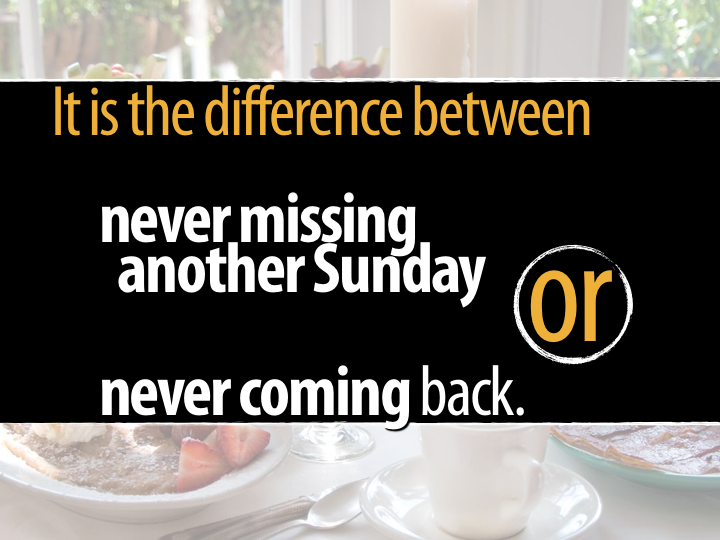 It is the difference between
never missing
another Sunday
or
never coming back.